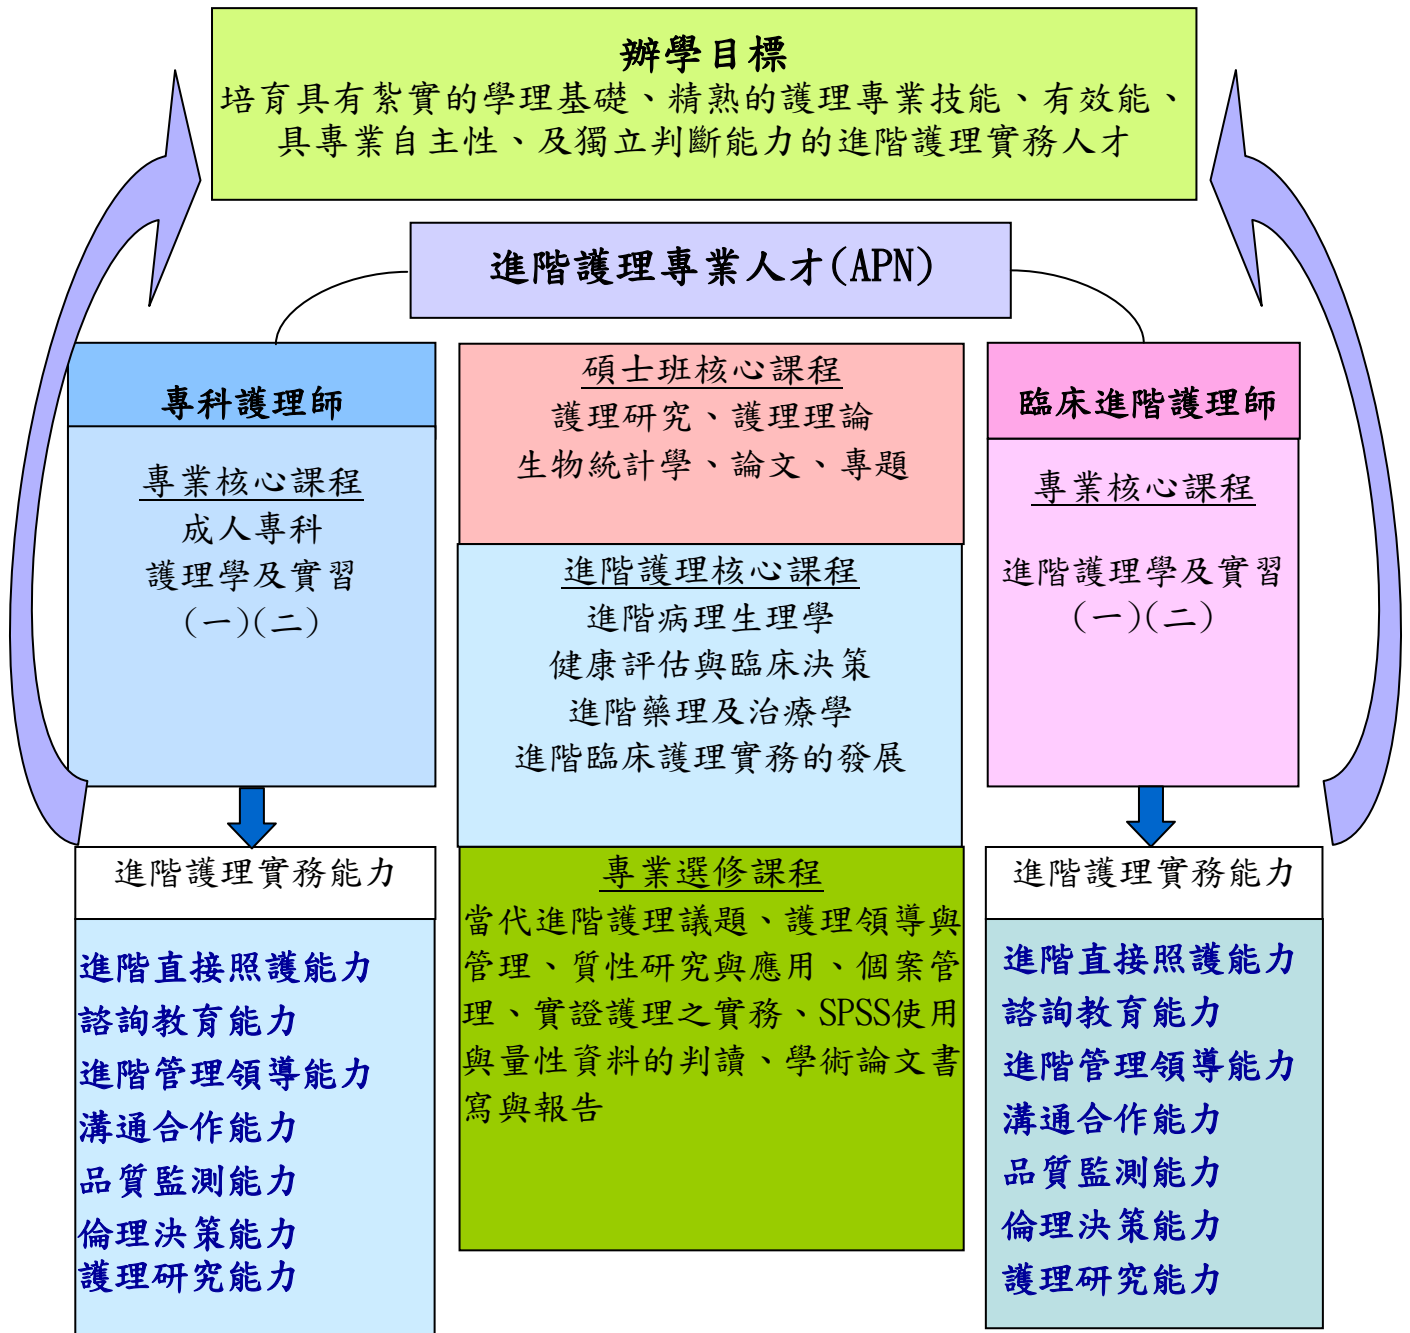 辦學目標
培育具有紮實的學理基礎、精熟的護理專業技能、有效能、
具專業自主性、及獨立判斷能力的進階護理實務人才
進階護理專業人才(APN)
專科護理師
專業核心課程
成人專科
護理學及實習
(一)(二)
進階護理實務能力
進階直接照護能力
諮詢教育能力
進階管理領導能力
溝通合作能力
品質監測能力
倫理決策能力
護理研究能力
碩士班核心課程
護理研究、護理理論
生物統計學、論文、專題
進階護理核心課程
進階病理生理學
健康評估與臨床決策
進階藥理及治療學
進階臨床護理實務的發展
專業選修課程
當代進階護理議題、護理領導與
管理、質性研究與應用、個案管
理、實證護理之實務、SPSS使用
與量性資料的判讀、學術論文書
寫與報告
臨床進階護理師
專業核心課程
進階護理學及實習
(一)(二)
進階護理實務能力
進階直接照護能力
諮詢教育能力
進階管理領導能力
溝通合作能力
品質監測能力
倫理決策能力
護理研究能力